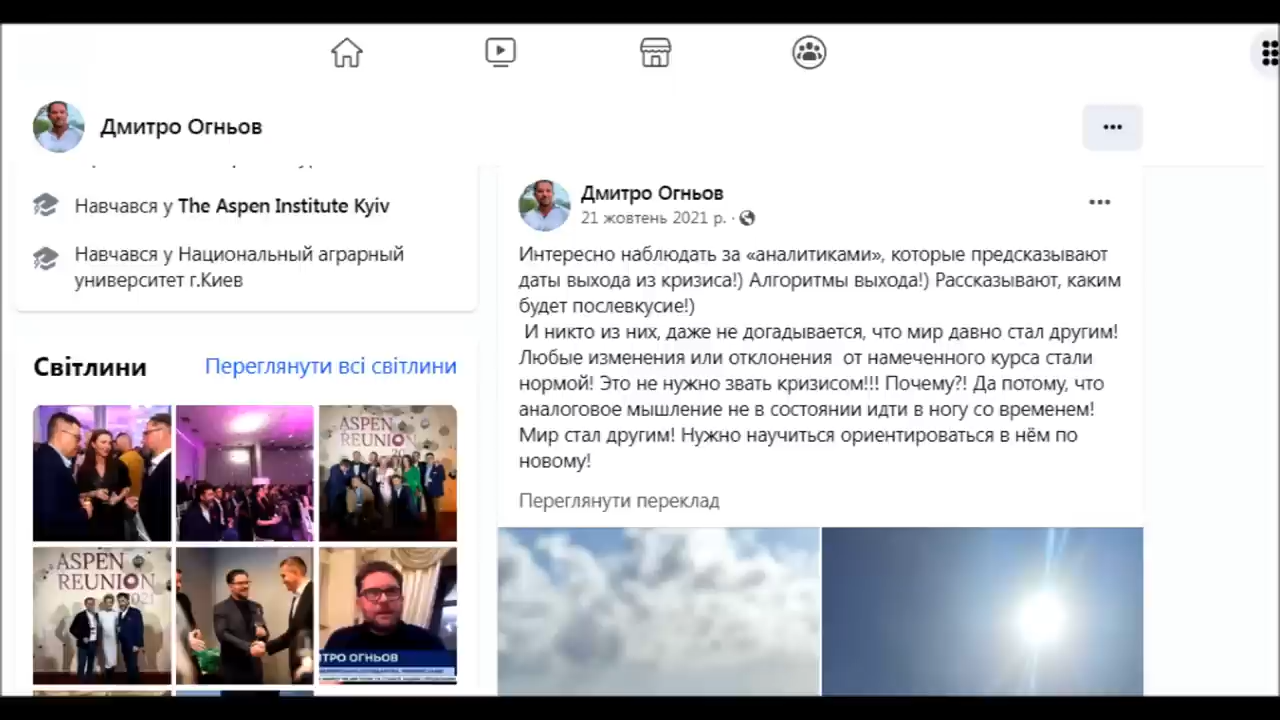 Дмитро Огньов
Навчався у The Aspen Institute Kyiv
Навчався у Национальный аграрный
университет г.Киев
Світлини
Переглянути всі світлини
ASPEN
REUNION
20
ASPEN
REUNION
2021
ТРО ОГНЬОВ
Дмитро Огньов
21 жовтень 2021 р. ·
Интересно наблюдать за «аналитиками», которые предсказывают
даты выхода из кризиса!) Алгоритмы выхода!) Рассказывают, каким
будет послевкусие!)
И никто из них, даже не догадывается, что мир давно стал другим!
Любые изменения или отклонения от намеченного курса стали
нормой! Это не нужно звать кризисом!!! Почему?! Да потому, что
аналоговое мышление не в состоянии идти в ногу со временем!
Мир стал другим! Нужно научиться ориентироваться в нём по
новому!
Переглянути переклад